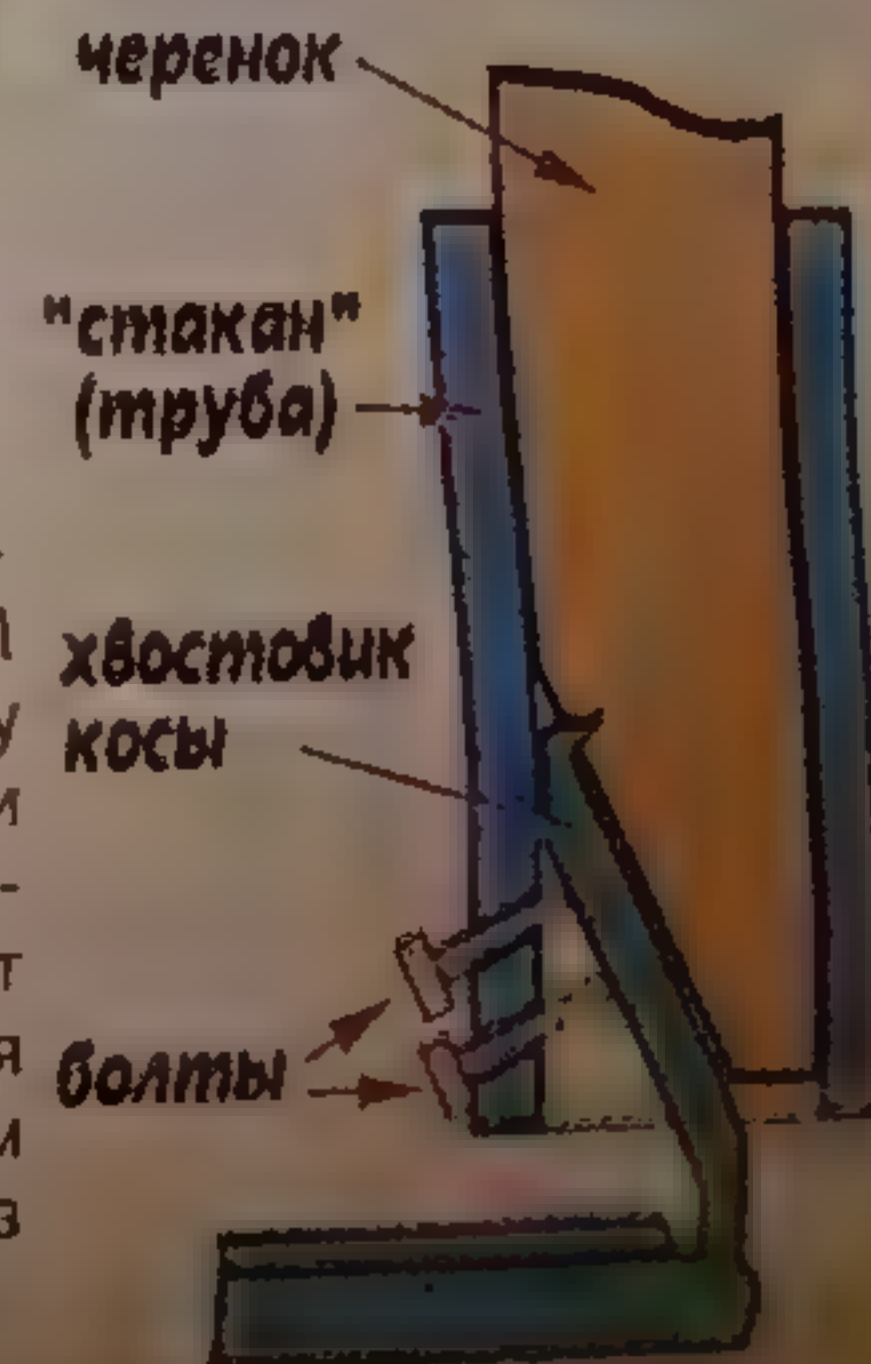 черенок
"стакан"
(труба)
хвостовик
косы
болты
у
и
-
т
я
и
з